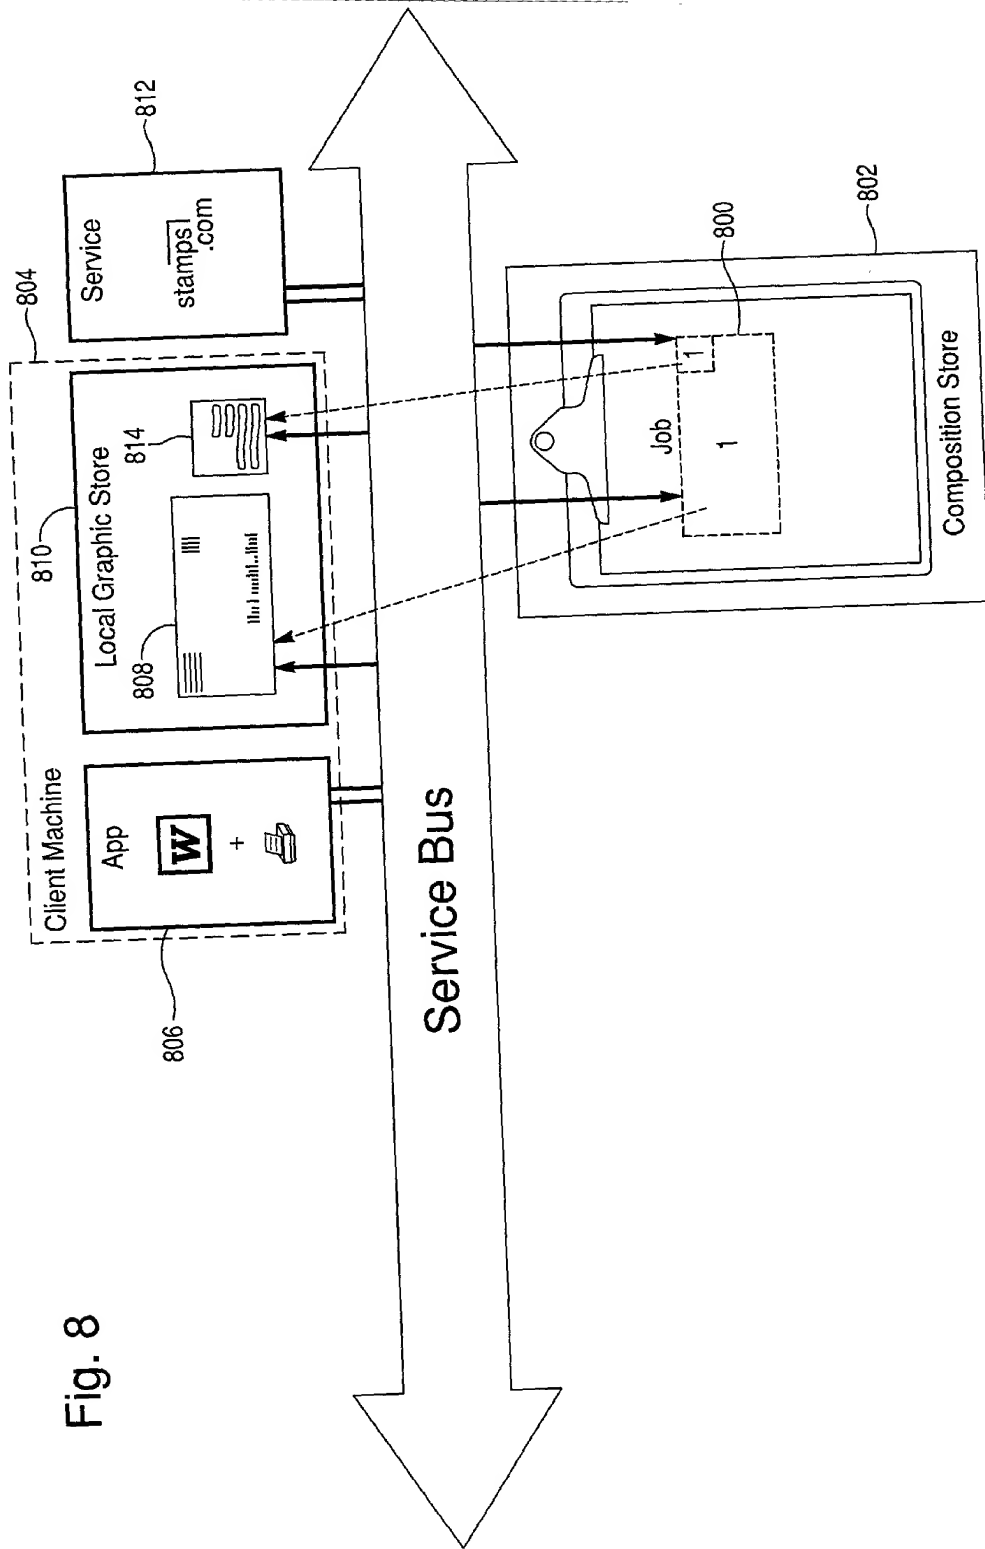 Fig. 8
Client Machine
804
App
W
+
806
810
Local Graphic Store
808
814
Service
stamps
.com
812
Service Bus
Job
1
1
800
802
Composition Store